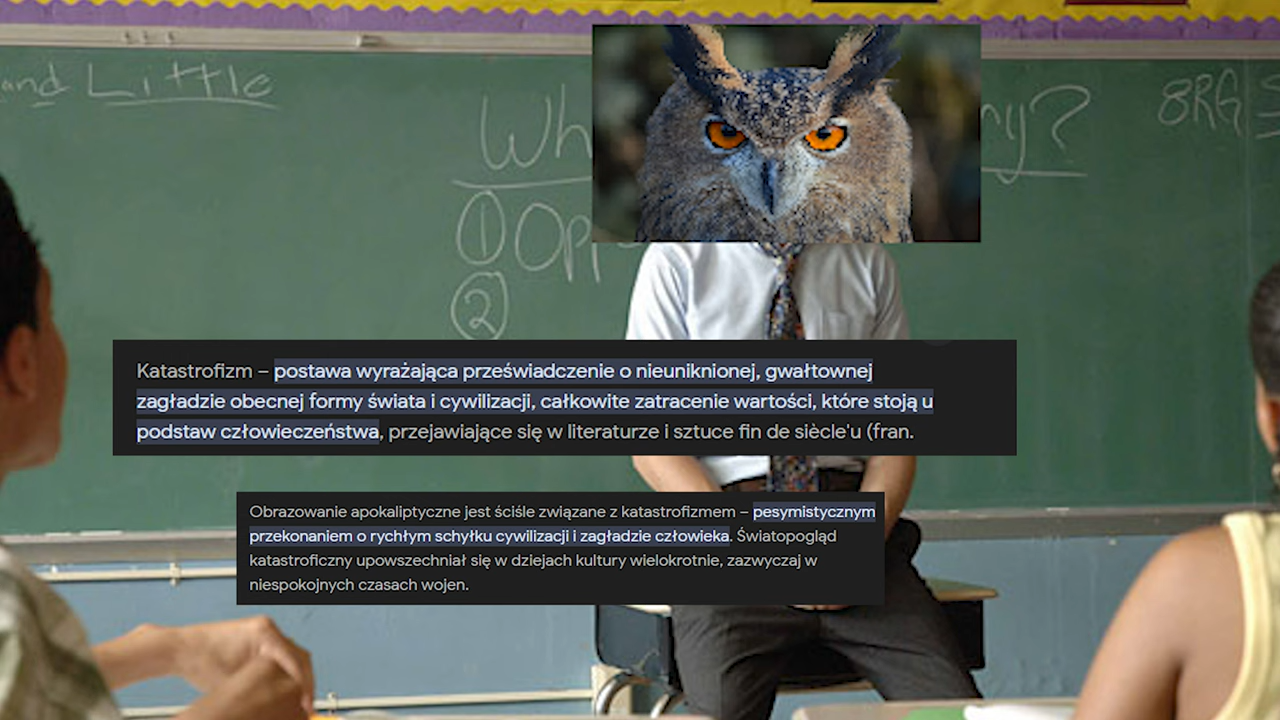 and Little
Wh
ny?
8RG
① Opp
②
Katastrofizm – postawa wyrażająca przeświadczenie o nieuniknionej, gwałtownej
zagładzie obecnej formy świata i cywilizacji, całkowite zatracenie wartości, które stoją u
podstaw człowieczeństwa, przejawiające się w literaturze i sztuce fin de siècle'u (fran.
Obrazowanie apokaliptyczne jest ściśle związane z katastrofizmem – pesymistycznym
przekonaniem o rychłym schyłku cywilizacji i zagładzie człowieka. Światopogląd
katastroficzny upowszechniał się w dziejach kultury wielokrotnie, zazwyczaj w
niespokojnych czasach wojen.